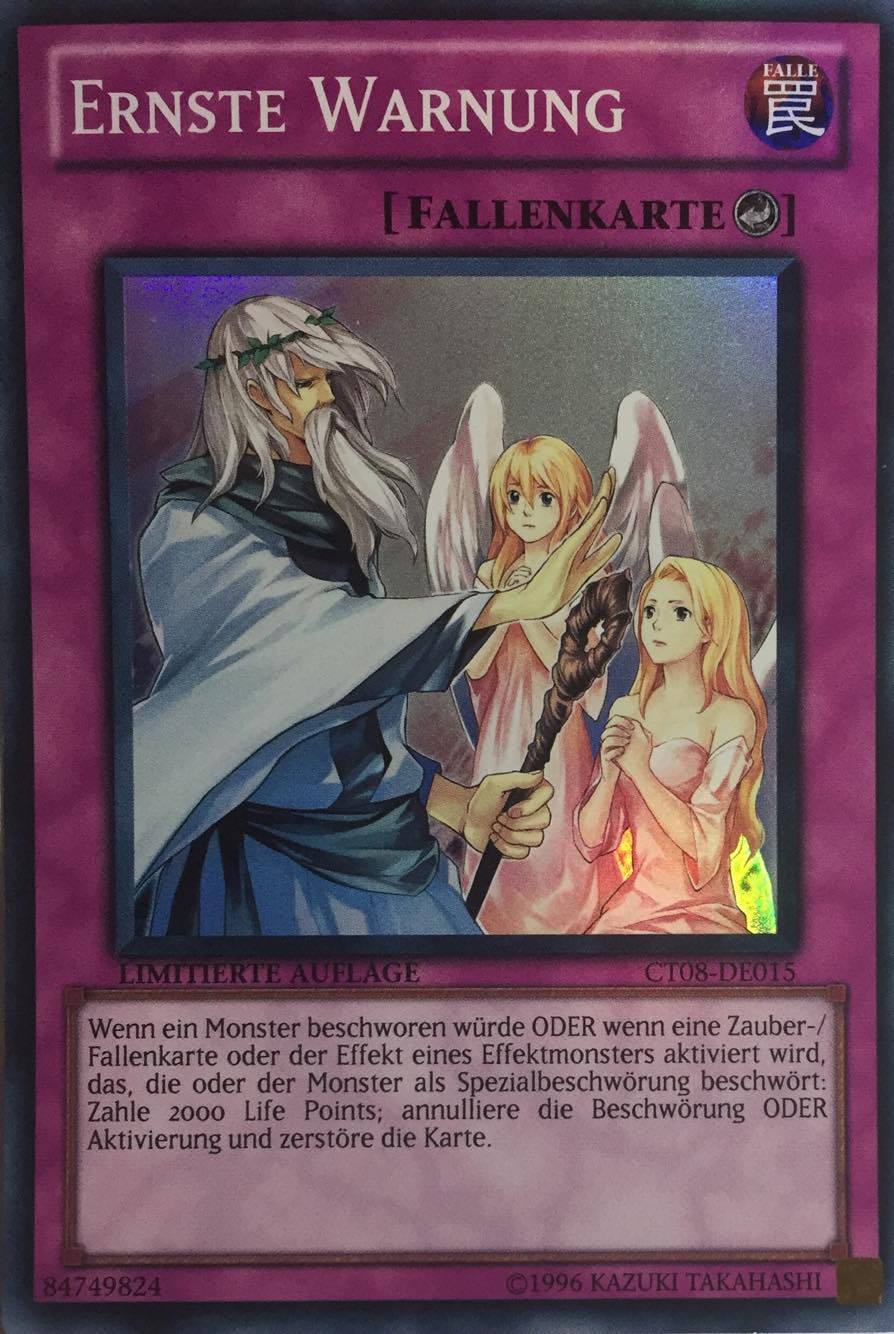 ERNSTE WARNUNG
FALLE
罠
[FALLENKARTE]
LIMITIERTE AUFLAGE
CT08-DE015
Wenn ein Monster beschworen würde ODER wenn eine Zauber-/
Fallenkarte oder der Effekt eines Effektmonsters aktiviert wird,
das, die oder der Monster als Spezialbeschwörung beschwört:
Zahle 2000 Life Points; annulliere die Beschwörung ODER
Aktivierung und zerstöre die Karte.
84749824
©1996 KAZUKI TAKAHASHI